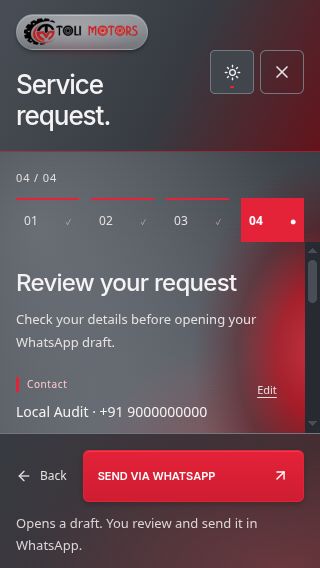 TOLI MOTORS
Service
request.
04 / 04
01 ✓ 02 ✓ 03 ✓ 04
Review your request
Check your details before opening your
WhatsApp draft.
Contact
Edit
Local Audit · +91 9000000000
← Back
SEND VIA WHATSAPP ↗
Opens a draft. You review and send it in
WhatsApp.